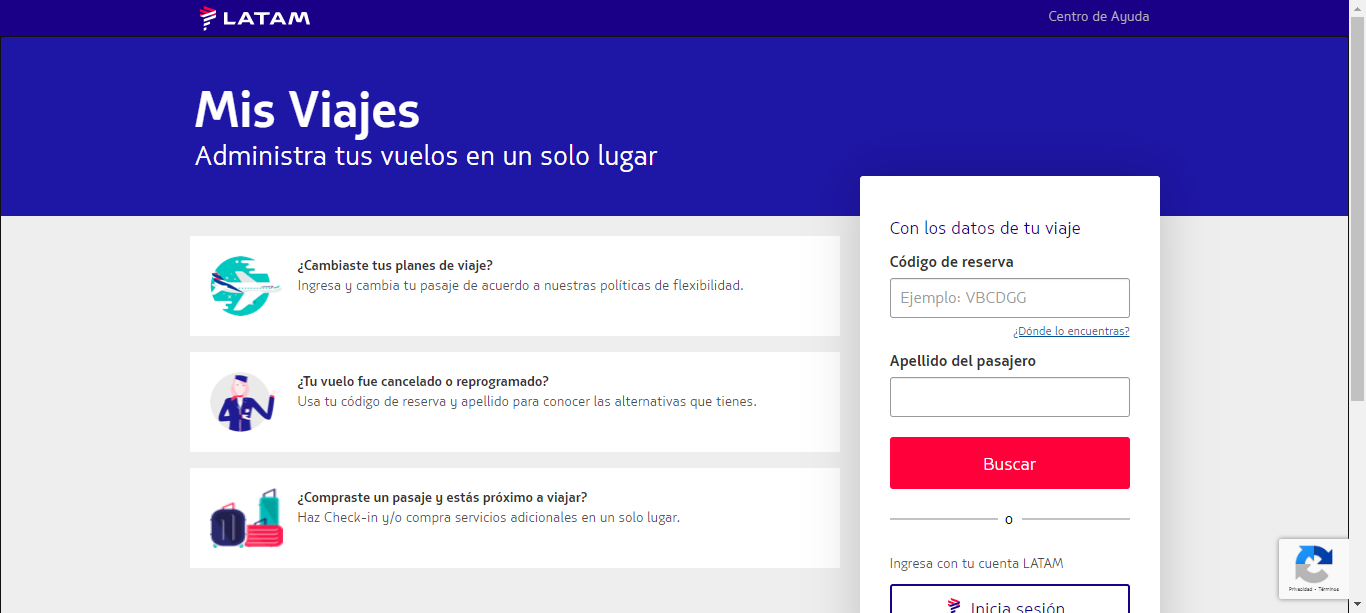 LATAM
Centro de Ayuda
Mis Viajes
Administra tus vuelos en un solo lugar
¿Cambiaste tus planes de viaje?
Ingresa y cambia tu pasaje de acuerdo a nuestras políticas de flexibilidad.
¿Tu vuelo fue cancelado o reprogramado?
Usa tu código de reserva y apellido para conocer las alternativas que tienes.
¿Compraste un pasaje y estás próximo a viajar?
Haz Check-in y/o compra servicios adicionales en un solo lugar.
Con los datos de tu viaje
Código de reserva
Ejemplo: VBCDGG
¿Dónde lo encuentras?
Apellido del pasajero
Buscar
o
Ingresa con tu cuenta LATAM
Inicia sesión
Privacidad - Términos